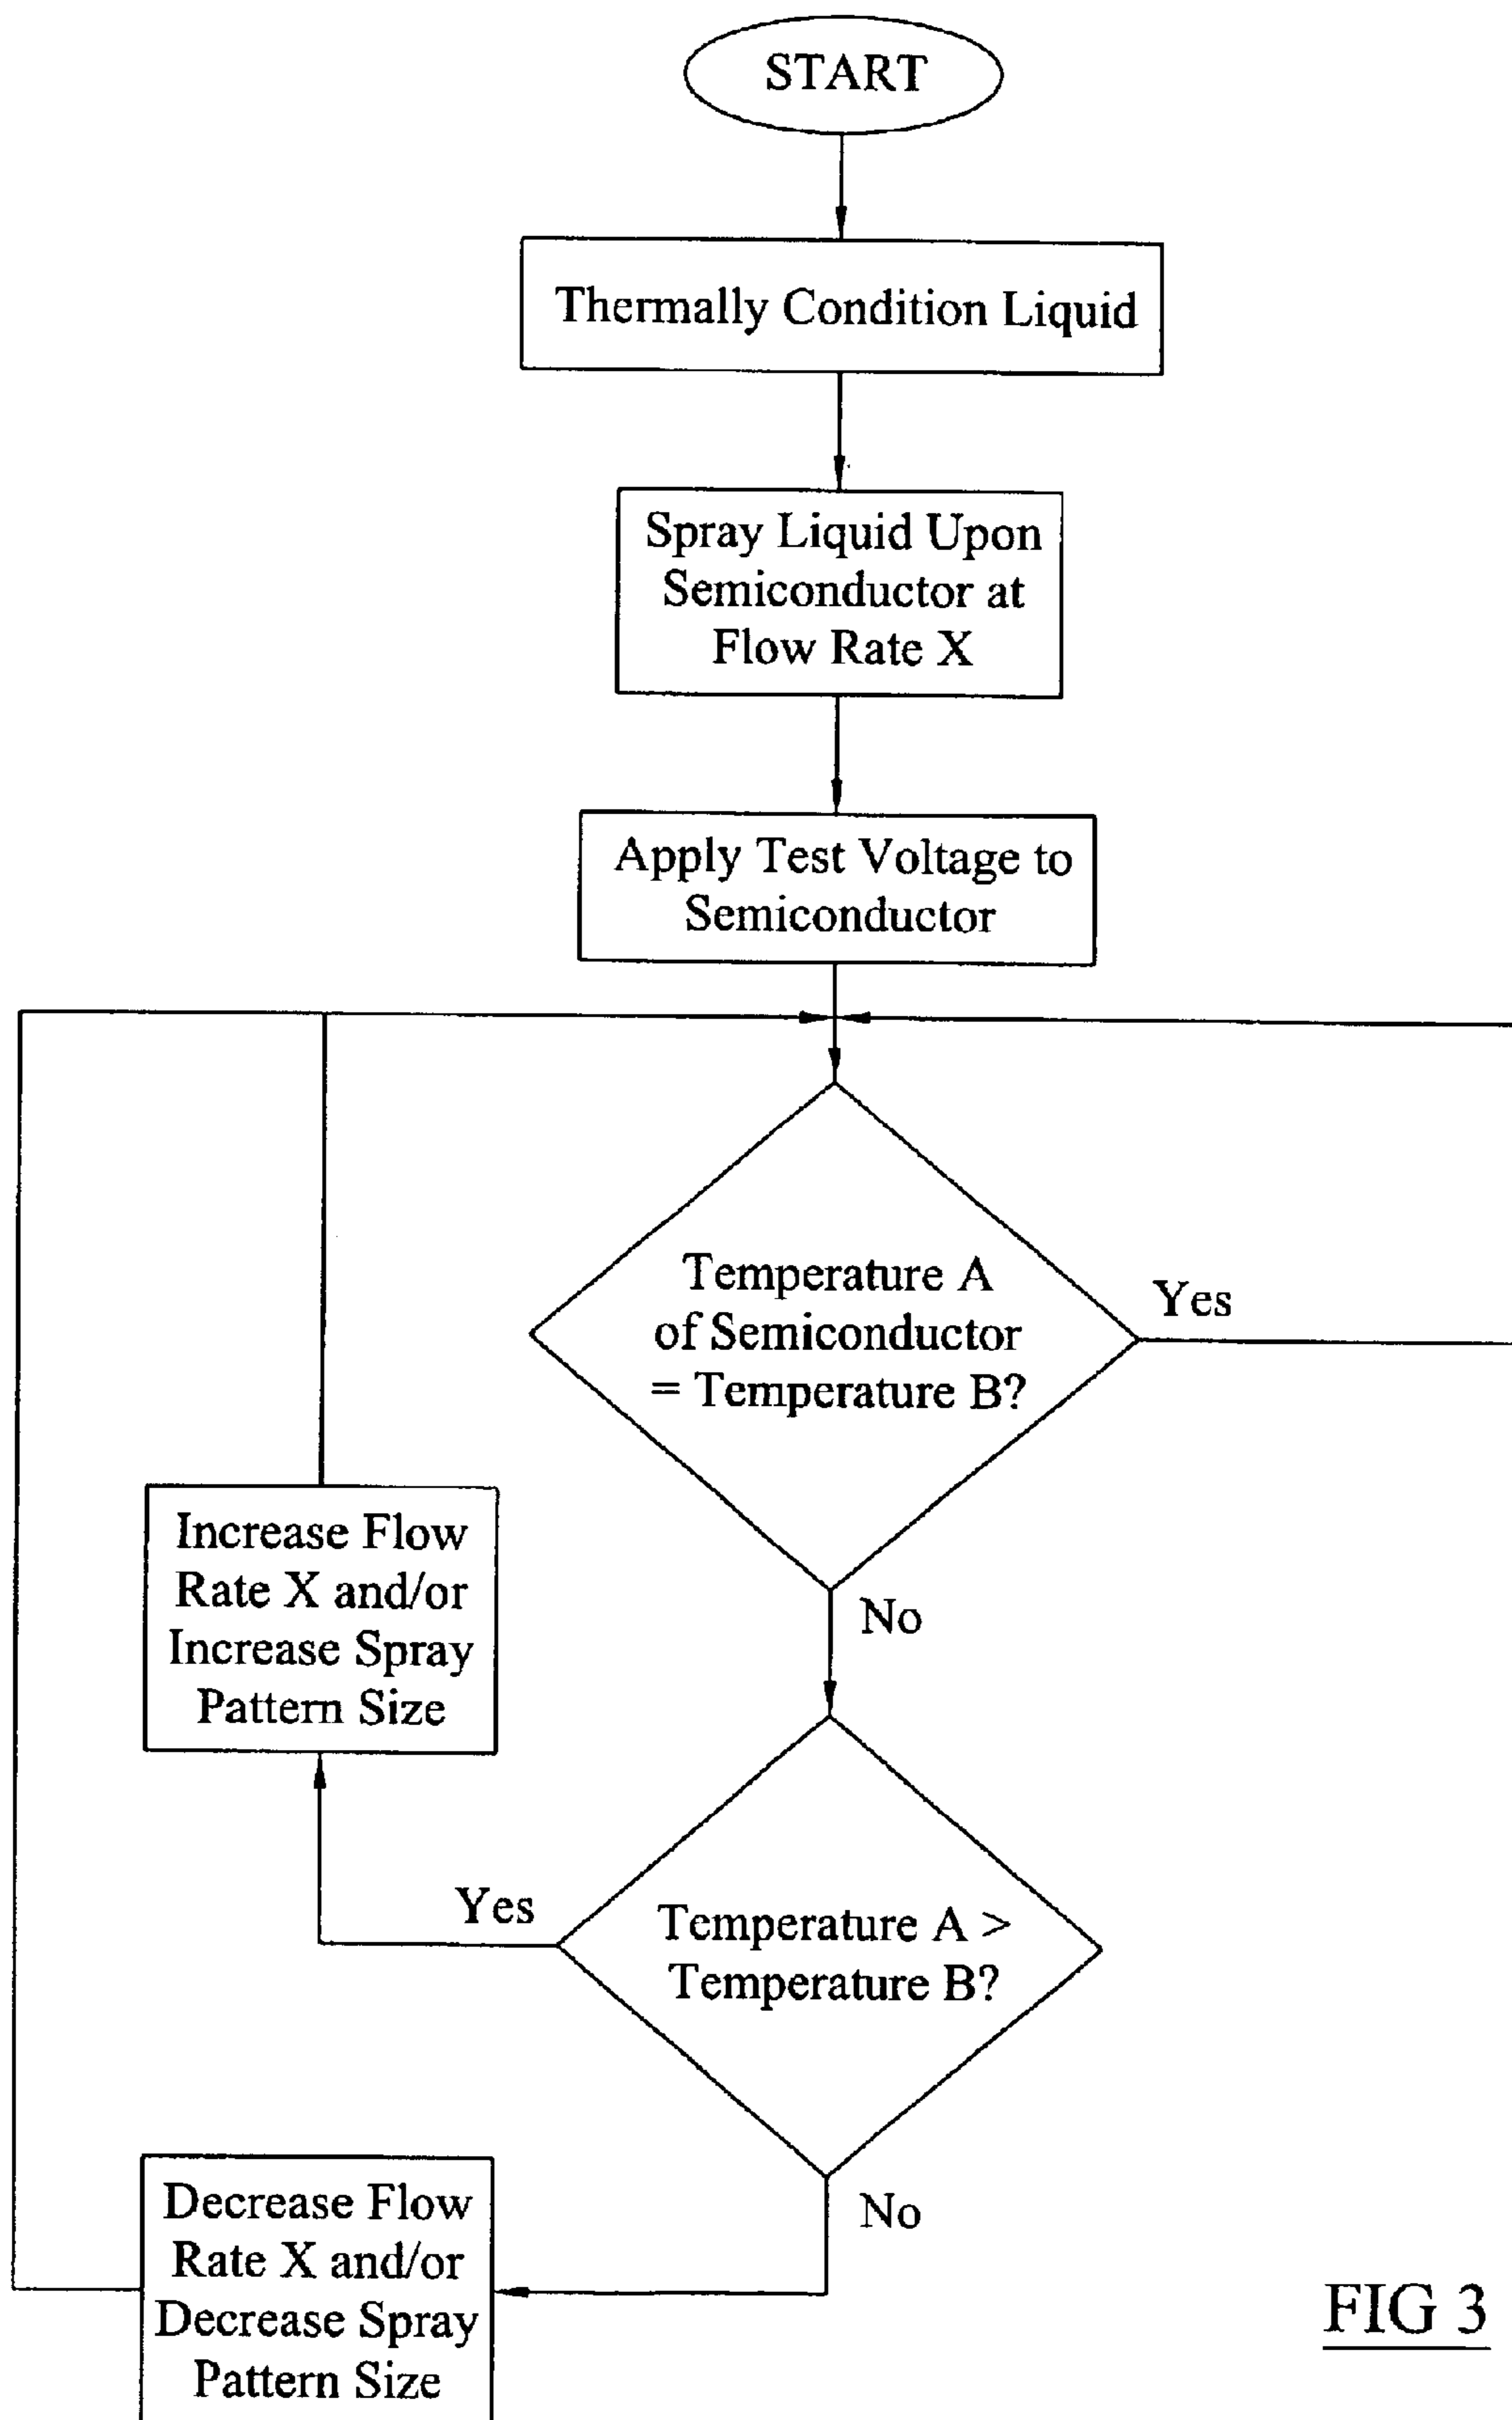 START
Thermally Condition Liquid
Spray Liquid Upon
Semiconductor at
Flow Rate X
Apply Test Voltage to
Semiconductor
Temperature A
of Semiconductor
= Temperature B?
Yes
No
Increase Flow
Rate X and/or
Increase Spray
Pattern Size
Yes
Temperature A >
Temperature B?
No
Decrease Flow
Rate X and/or
Decrease Spray
Pattern Size
FIG 3